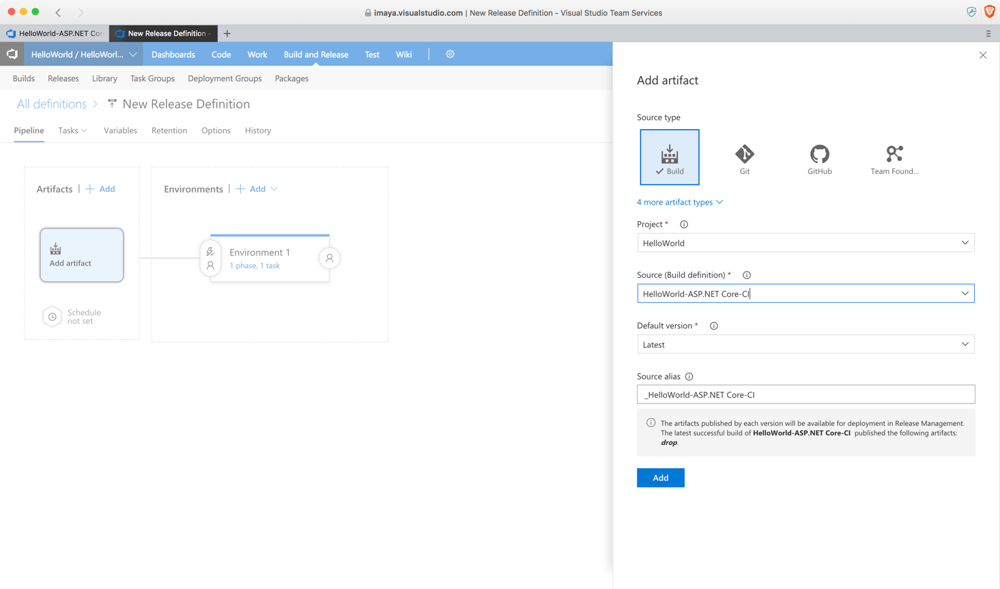 imaya.visualstudio.com | New Release Definition - Visual Studio Team Services
HelloWorld-ASP.NET Cor
New Release Definition -
HelloWorld / HelloWorl...
Dashboards
Code
Work
Build and Release
Test
Wiki
Builds
Releases
Library
Task Groups
Deployment Groups
Packages
All definitions > New Release Definition
Pipeline
Tasks
Variables
Retention
Options
History
Artifacts | + Add
Environments | + Add
Add artifact
Environment 1
1 phase, 1 task
Schedule
not set
Add artifact
Source type
Build
Git
GitHub
Team Found...
4 more artifact types
Project *
HelloWorld
Source (Build definition) *
HelloWorld-ASP.NET Core-CI
Default version *
Latest
Source alias
_HelloWorld-ASP.NET Core-CI
The artifacts published by each version will be available for deployment in Release Management.
The latest successful build of HelloWorld-ASP.NET Core-CI published the following artifacts:
drop.
Add